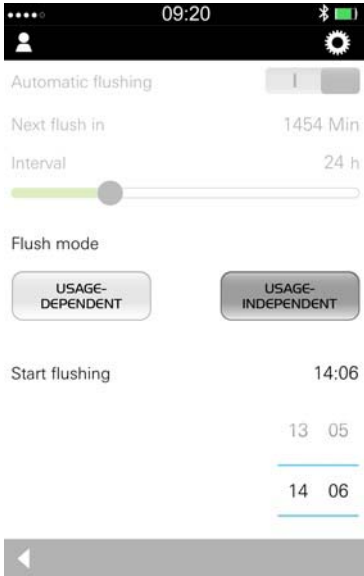 09:20
Automatic flushing I
Next flush in 1454 Min
Interval 24 h
Flush mode
USAGE-
DEPENDENT
USAGE-
INDEPENDENT
Start flushing 14:06
13 05
14 06